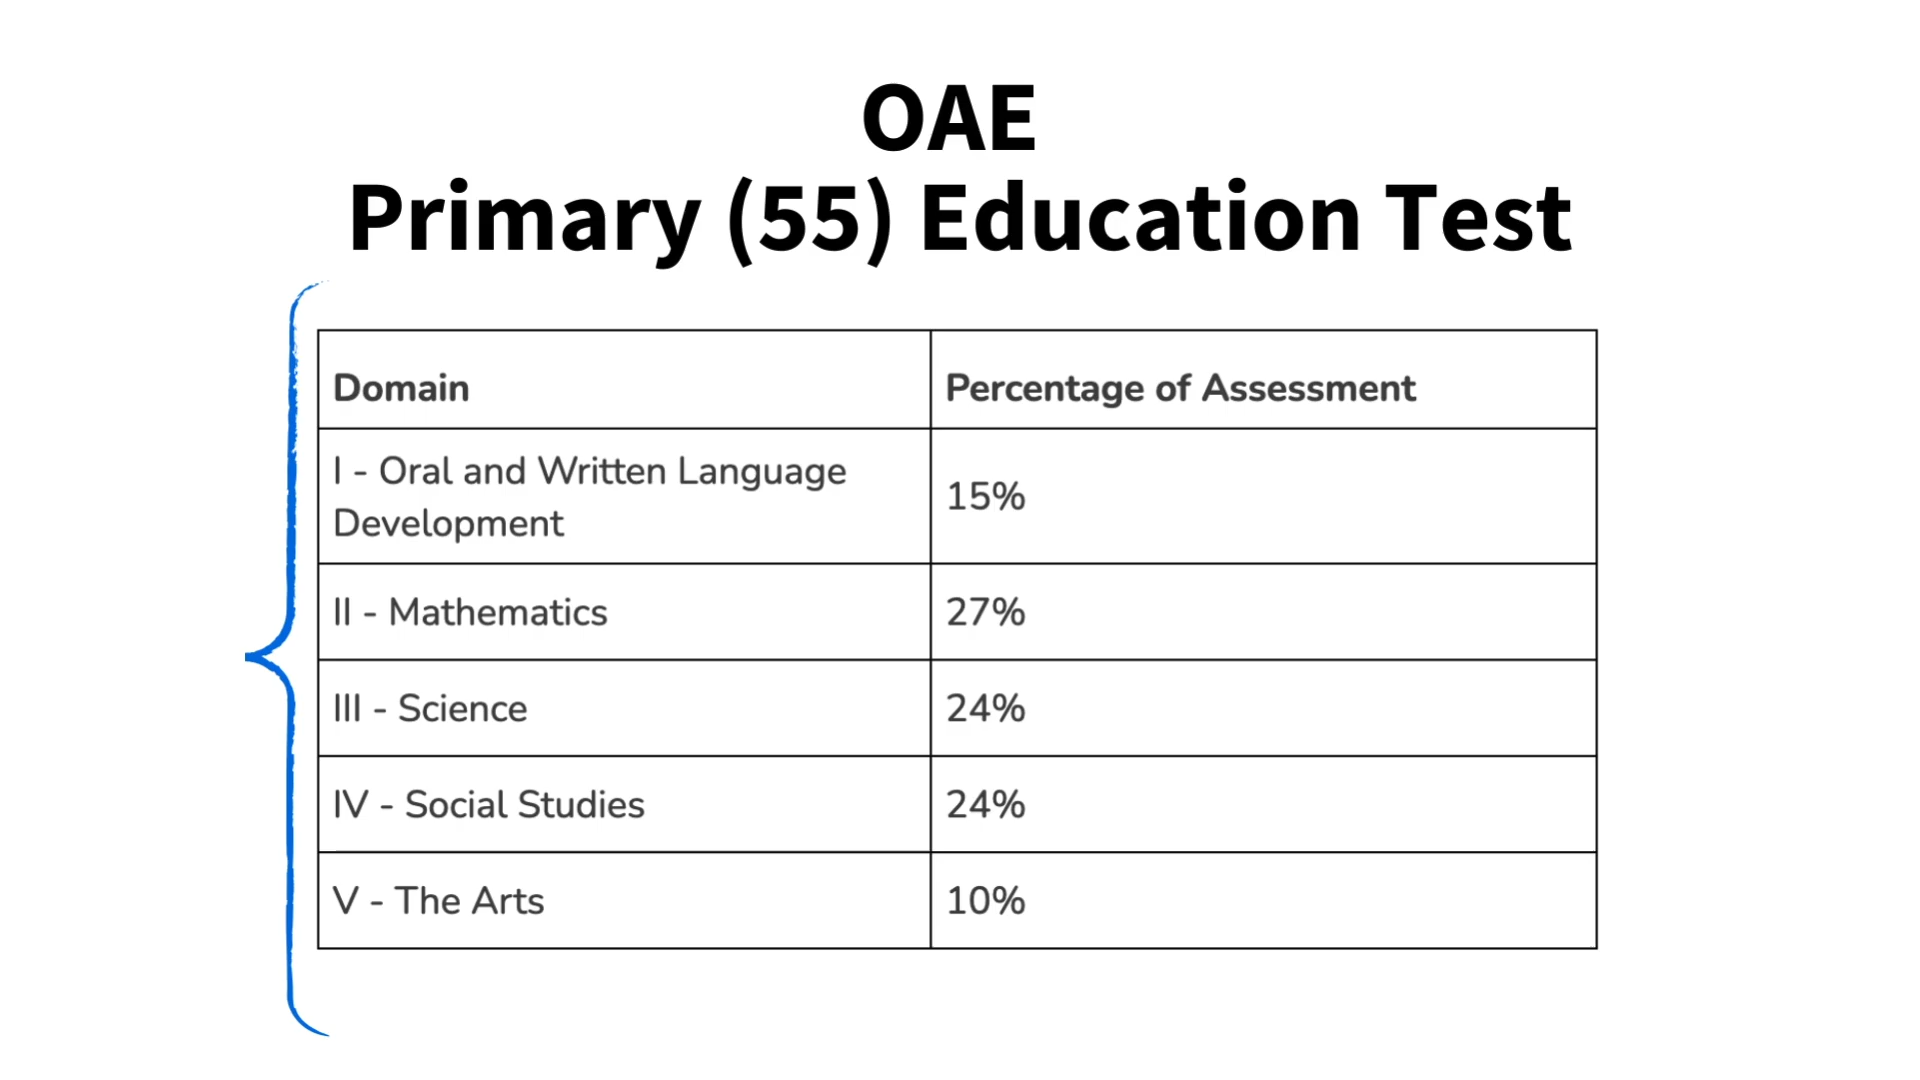 OAE
Primary (55) Education Test
Domain
Percentage of Assessment
I - Oral and Written Language
Development
15%
II - Mathematics
27%
III - Science
24%
IV - Social Studies
24%
V - The Arts
10%